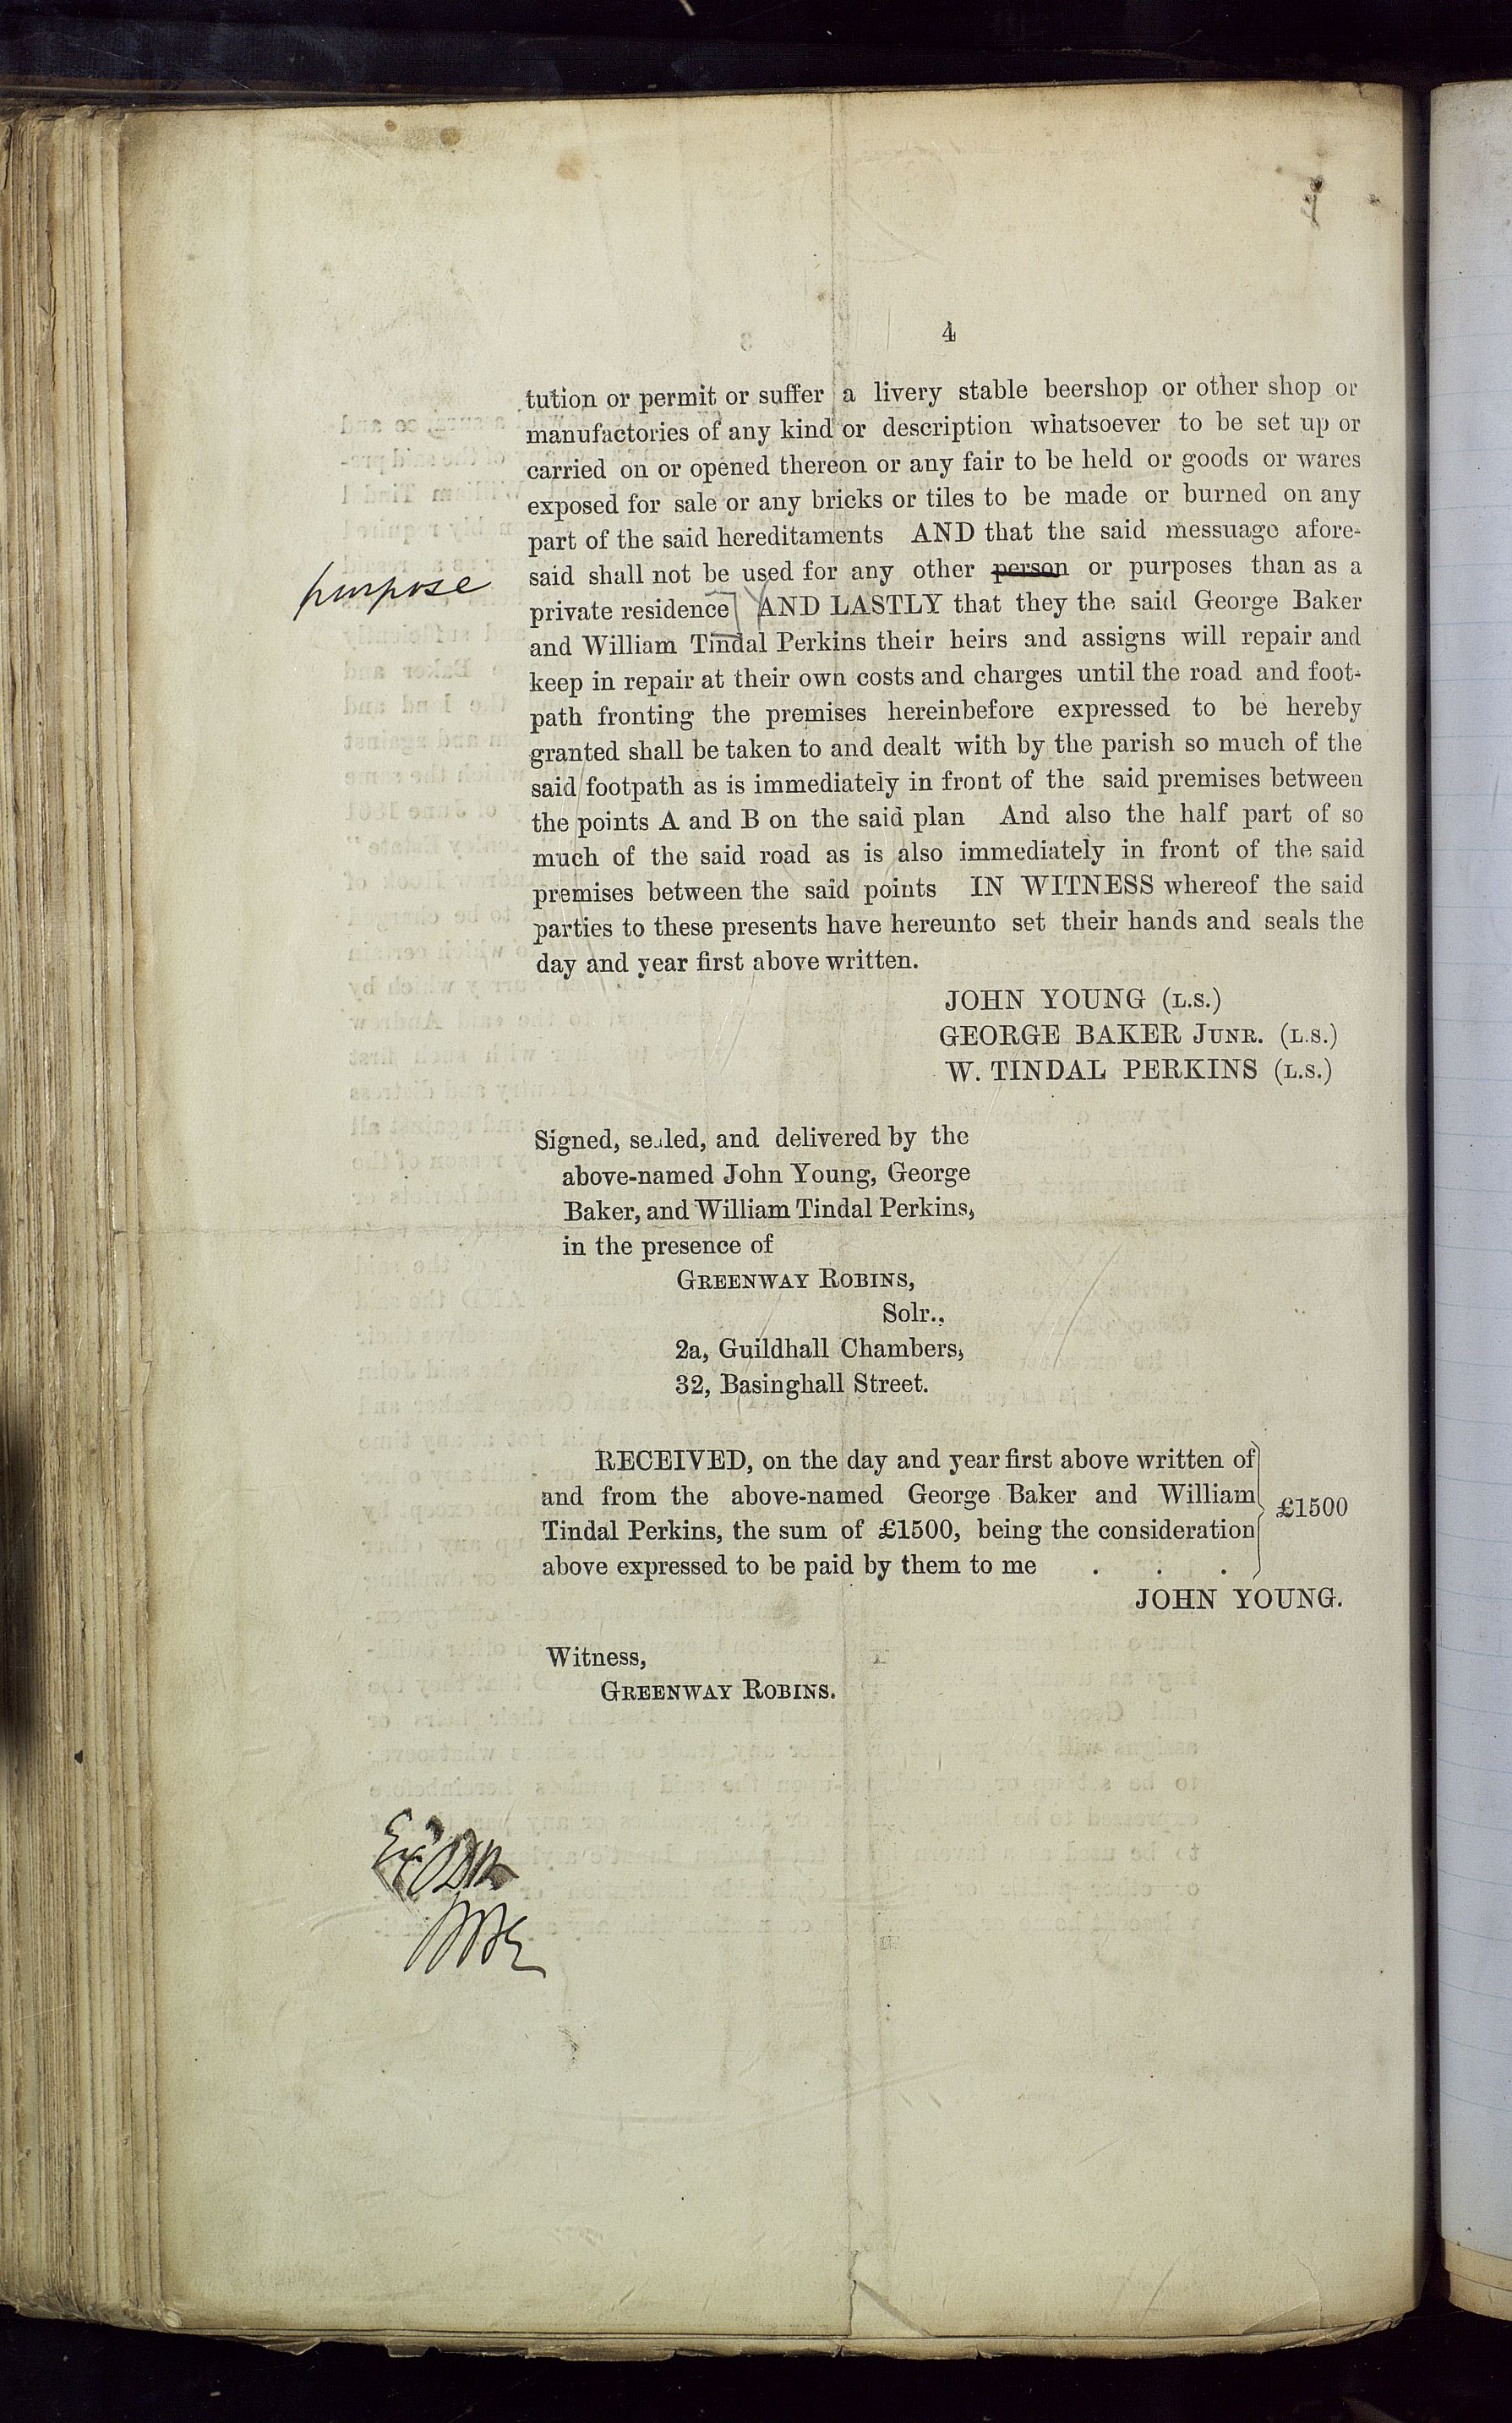 4
tution or permit or suffer a livery stable beershop or other shop or
manufactories of any kind or description whatsoever to be set up or
carried on or opened thereon or any fair to be held or goods or wares
exposed for sale or any bricks or tiles to be made or burned on any
part of the said hereditaments AND that the said messuage afore-
purpose
said shall not be used for any other person or purposes than as a
private residence] AND LASTLY that they the said George Baker
and William Tindal Perkins their heirs and assigns will repair and
keep in repair at their own costs and charges until the road and foot-
path fronting the premises hereinbefore expressed to be hereby
granted shall be taken to and dealt with by the parish so much of the
said footpath as is immediately in front of the said premises between
the points A and B on the said plan And also the half part of so
much of the said road as is also immediately in front of the said
premises between the said points IN WITNESS whereof the said
parties to these presents have hereunto set their hands and seals the
day and year first above written.
JOHN YOUNG (L.S.)
GEORGE BAKER JUNR. (L.S.)
W. TINDAL PERKINS (L.S.)
Signed, sealed, and delivered by the
above-named John Young, George
Baker, and William Tindal Perkins,
in the presence of
GREENWAY ROBINS,
Solr.,
2a, Guildhall Chambers,
32, Basinghall Street.
RECEIVED, on the day and year first above written of
and from the above-named George Baker and William
Tindal Perkins, the sum of £1500, being the consideration
above expressed to be paid by them to me . . .
£1500
JOHN YOUNG.
Witness,
GREENWAY ROBINS.